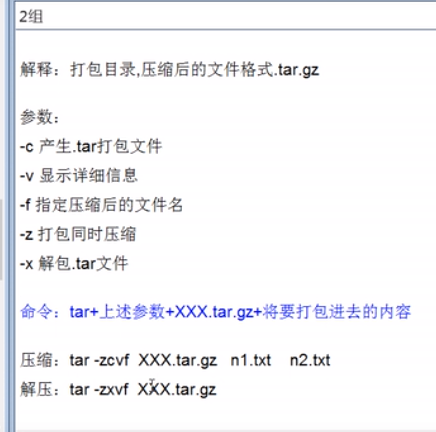 2组
解释：打包目录,压缩后的文件格式.tar.gz
参数：
-c 产生.tar打包文件
-v 显示详细信息
-f 指定压缩后的文件名
-z 打包同时压缩
-x 解包.tar文件
命令：tar+上述参数+XXX.tar.gz+将要打包进去的内容
压缩：tar -zcvf XXX.tar.gz n1.txt n2.txt
解压：tar -zxvf XXX.tar.gz